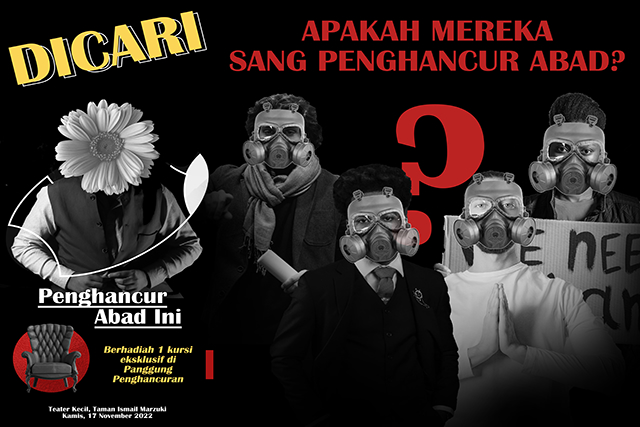 DICARI
APAKAH MEREKA
SANG PENGHANCUR ABAD?
?
Penghancur
Abad Ini
Berhadiah 1 kursi
eksklusif di
Panggung
Penghancuran
Teater Kecil, Taman Ismail Marzuki
Kamis, 17 November 2022
NEE